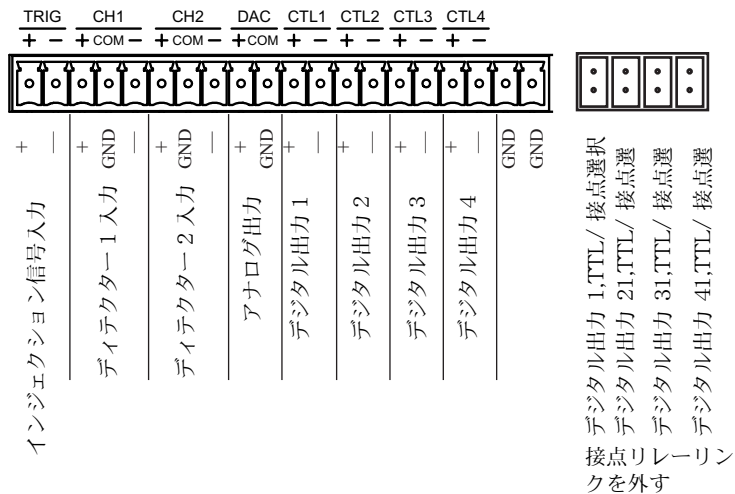 TRIG CH1 CH2 DAC CTL1 CTL2 CTL3 CTL4
+ − + COM − + COM − + COM + − + − + − + −
+ — + GND — + GND — + GND + — + — + — + — GND GND
インジェクション信号入力
ディテクター1入力
ディテクター2入力
アナログ出力
デジタル出力1
デジタル出力2
デジタル出力3
デジタル出力4
デジタル出力 1,TTL/ 接点選択
デジタル出力 21,TTL/ 接点選
デジタル出力 31,TTL/ 接点選
デジタル出力 41,TTL/ 接点選
接点リレーリン
クを外す